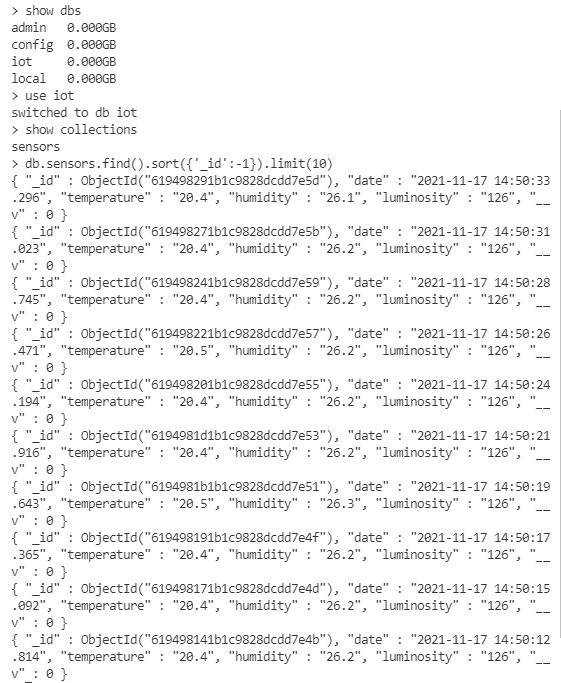 > show dbs
admin   0.000GB
config  0.000GB
iot     0.000GB
local   0.000GB
> use iot
switched to db iot
> show collections
sensors
> db.sensors.find().sort({'_id':-1}).limit(10)
{ "_id" : ObjectId("619498291b1c9828dcdd7e5d"), "date" : "2021-11-17 14:50:33
.296", "temperature" : "20.4", "humidity" : "26.1", "luminosity" : "126", "__
v" : 0 }
{ "_id" : ObjectId("619498271b1c9828dcdd7e5b"), "date" : "2021-11-17 14:50:31
.023", "temperature" : "20.4", "humidity" : "26.2", "luminosity" : "126", "__
v" : 0 }
{ "_id" : ObjectId("619498241b1c9828dcdd7e59"), "date" : "2021-11-17 14:50:28
.745", "temperature" : "20.4", "humidity" : "26.2", "luminosity" : "126", "__
v" : 0 }
{ "_id" : ObjectId("619498221b1c9828dcdd7e57"), "date" : "2021-11-17 14:50:26
.471", "temperature" : "20.5", "humidity" : "26.2", "luminosity" : "126", "__
v" : 0 }
{ "_id" : ObjectId("619498201b1c9828dcdd7e55"), "date" : "2021-11-17 14:50:24
.194", "temperature" : "20.4", "humidity" : "26.2", "luminosity" : "126", "__
v" : 0 }
{ "_id" : ObjectId("6194981d1b1c9828dcdd7e53"), "date" : "2021-11-17 14:50:21
.916", "temperature" : "20.4", "humidity" : "26.2", "luminosity" : "126", "__
v" : 0 }
{ "_id" : ObjectId("6194981b1b1c9828dcdd7e51"), "date" : "2021-11-17 14:50:19
.643", "temperature" : "20.5", "humidity" : "26.3", "luminosity" : "126", "__
v" : 0 }
{ "_id" : ObjectId("619498191b1c9828dcdd7e4f"), "date" : "2021-11-17 14:50:17
.365", "temperature" : "20.4", "humidity" : "26.2", "luminosity" : "126", "__
v" : 0 }
{ "_id" : ObjectId("619498171b1c9828dcdd7e4d"), "date" : "2021-11-17 14:50:15
.092", "temperature" : "20.4", "humidity" : "26.2", "luminosity" : "126", "__
v" : 0 }
{ "_id" : ObjectId("619498141b1c9828dcdd7e4b"), "date" : "2021-11-17 14:50:12
.814", "temperature" : "20.4", "humidity" : "26.2", "luminosity" : "126", "__
v"_: 0 }